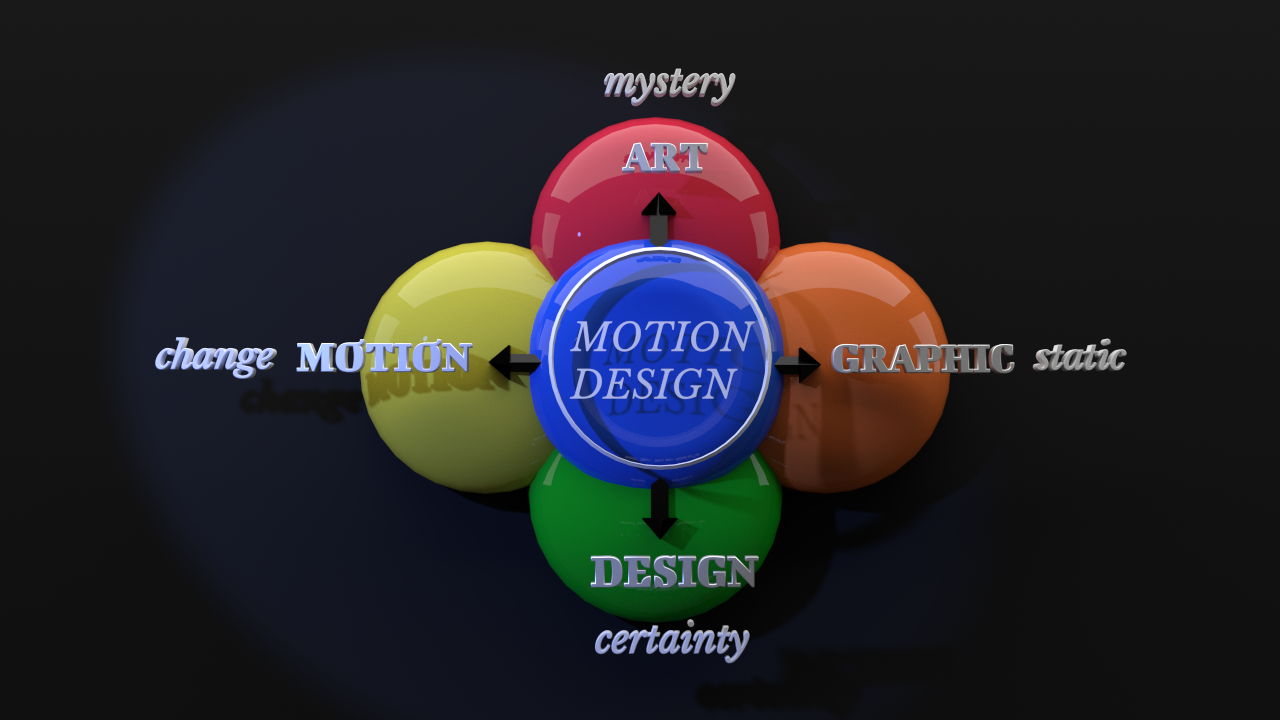 mystery
ART
change MOTION
MOTION
DESIGN
GRAPHIC static
DESIGN
certainty